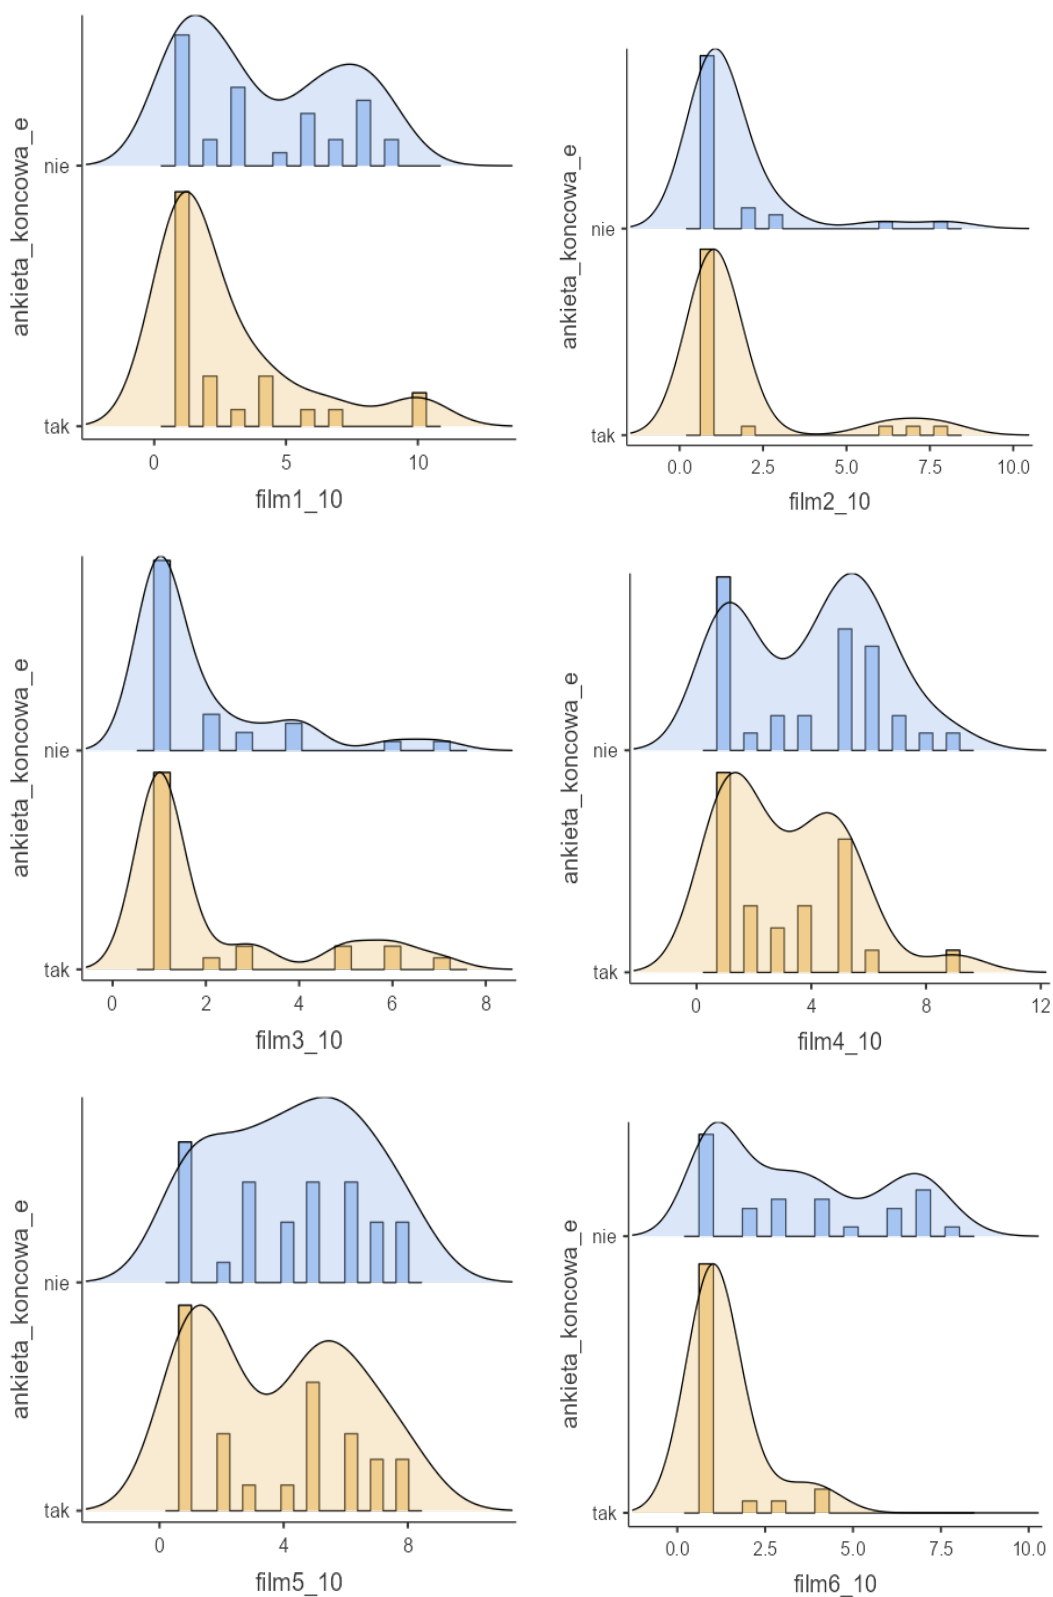 ankieta_koncowa_e
nie
tak
0 5 10
film1_10
ankieta_koncowa_e
nie
tak
0.0 2.5 5.0 7.5 10.0
film2_10
ankieta_koncowa_e
nie
tak
0 2 4 6 8
film3_10
ankieta_koncowa_e
nie
tak
0 4 8 12
film4_10
ankieta_koncowa_e
nie
tak
0 4 8
film5_10
ankieta_koncowa_e
nie
tak
0.0 2.5 5.0 7.5 10.0
film6_10